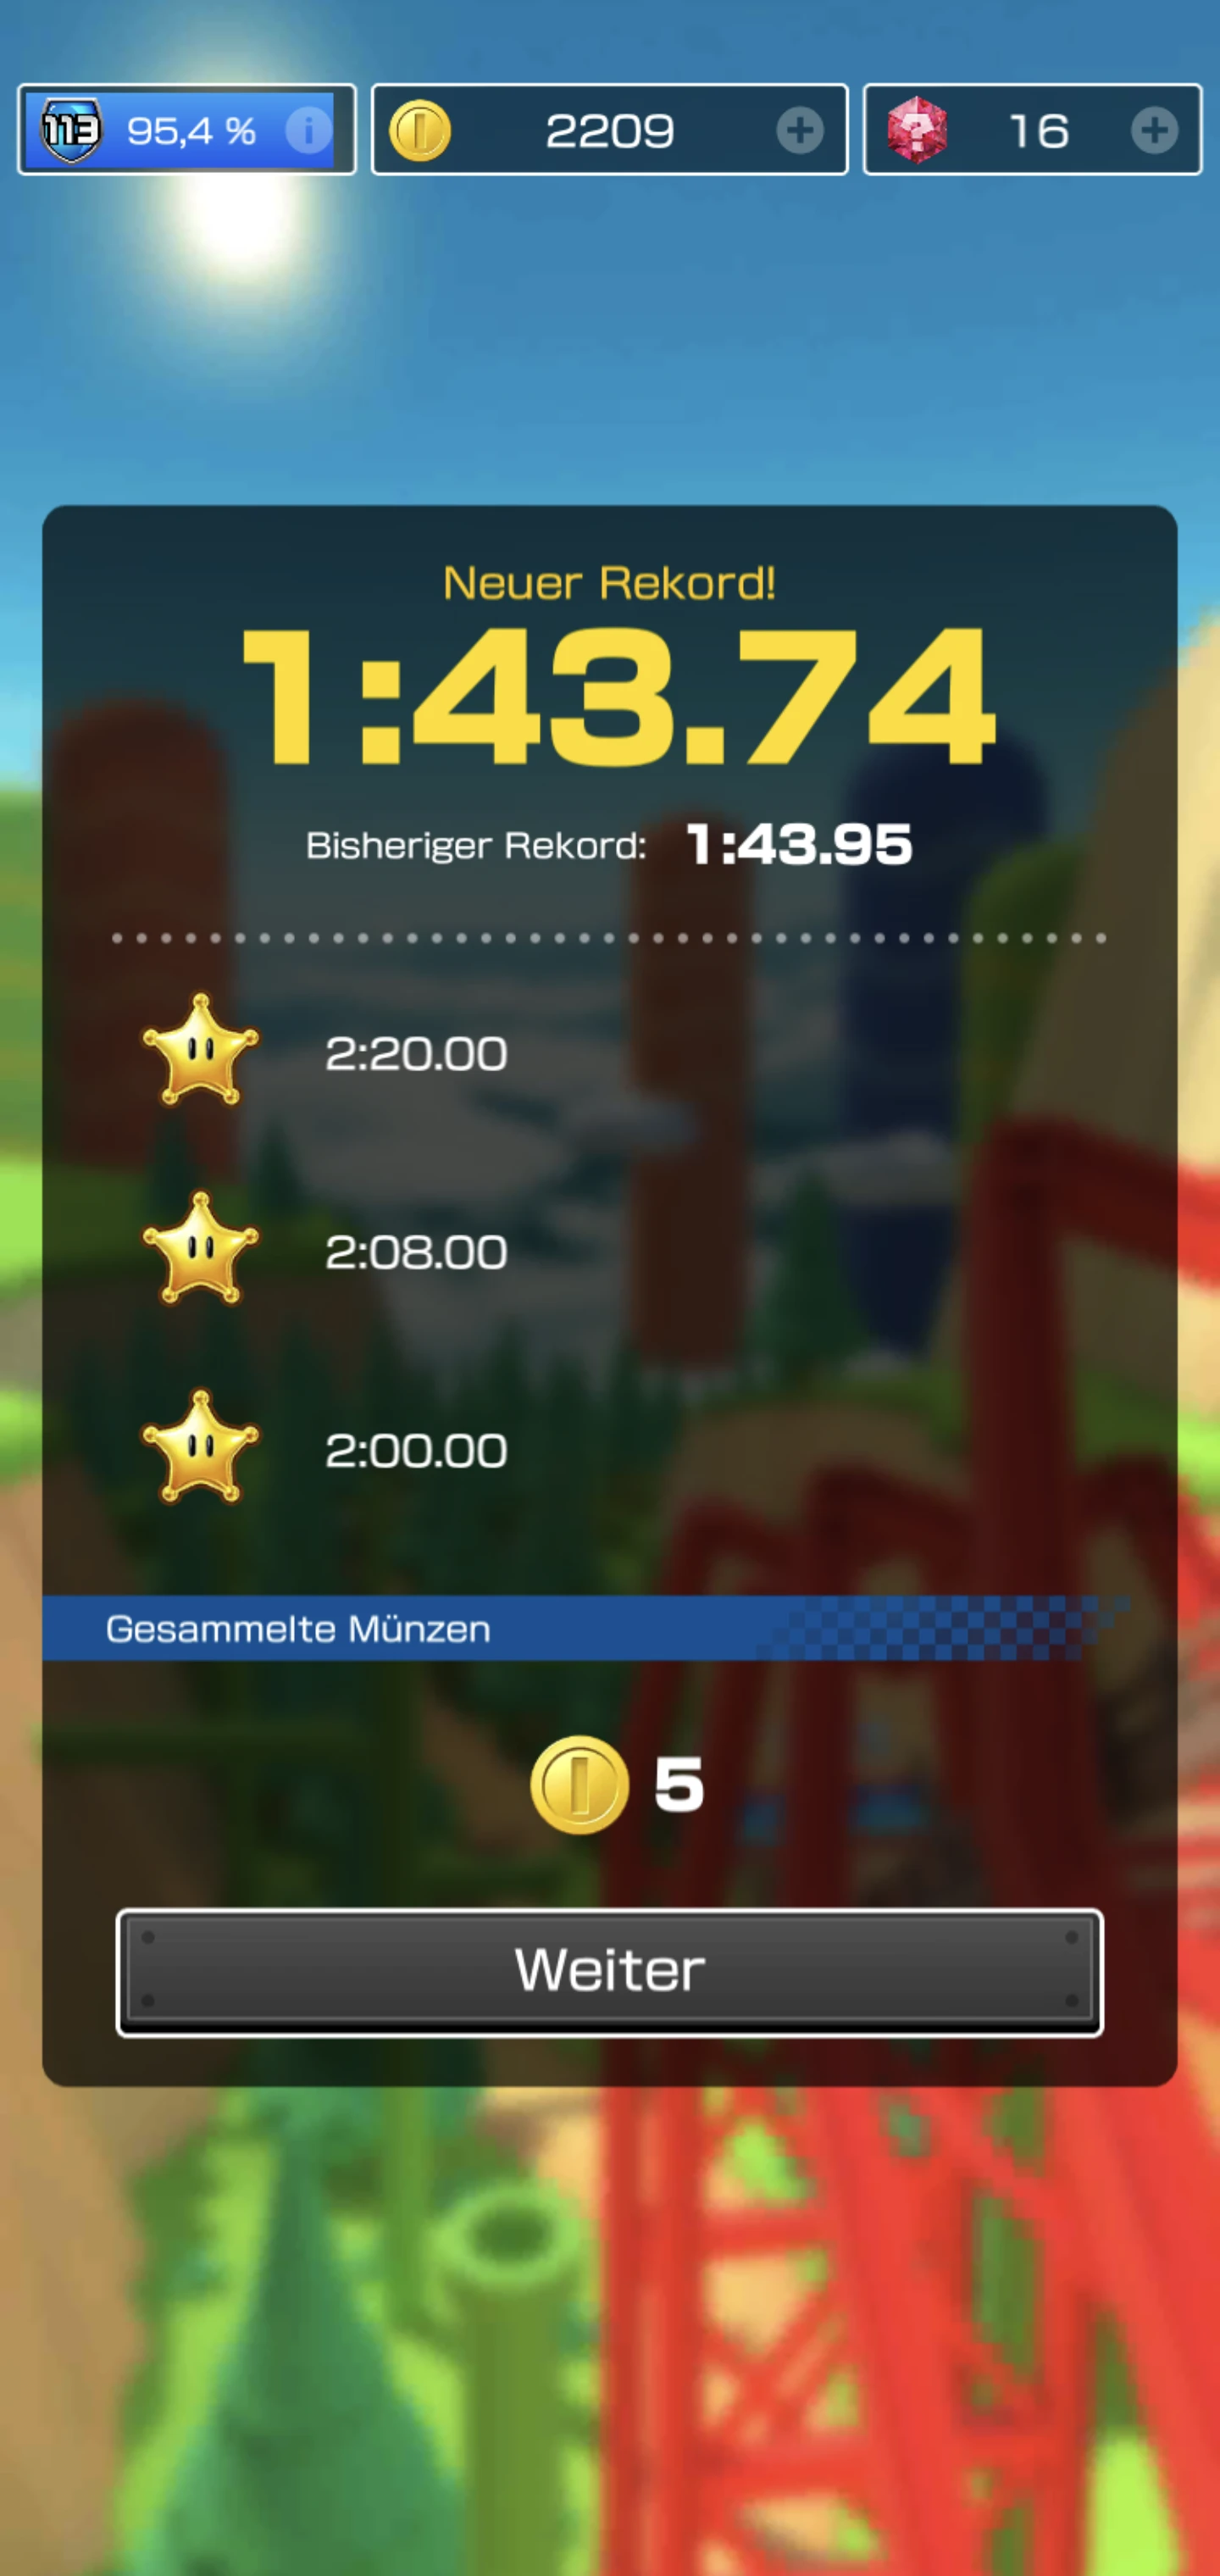 113 95,4 % i 2209 + ? 16 +
Neuer Rekord!
1:43.74
Bisheriger Rekord: 1:43.95
2:20.00
2:08.00
2:00.00
Gesammelte Münzen
5
Weiter